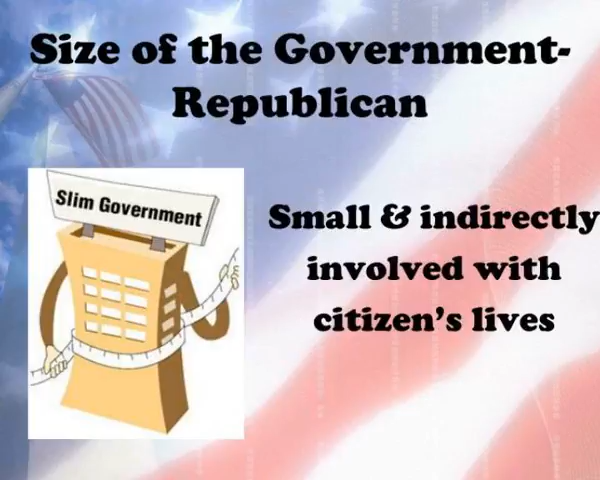 Size of the Government-
Republican
Slim Government
Small & indirectly
involved with
citizen's lives